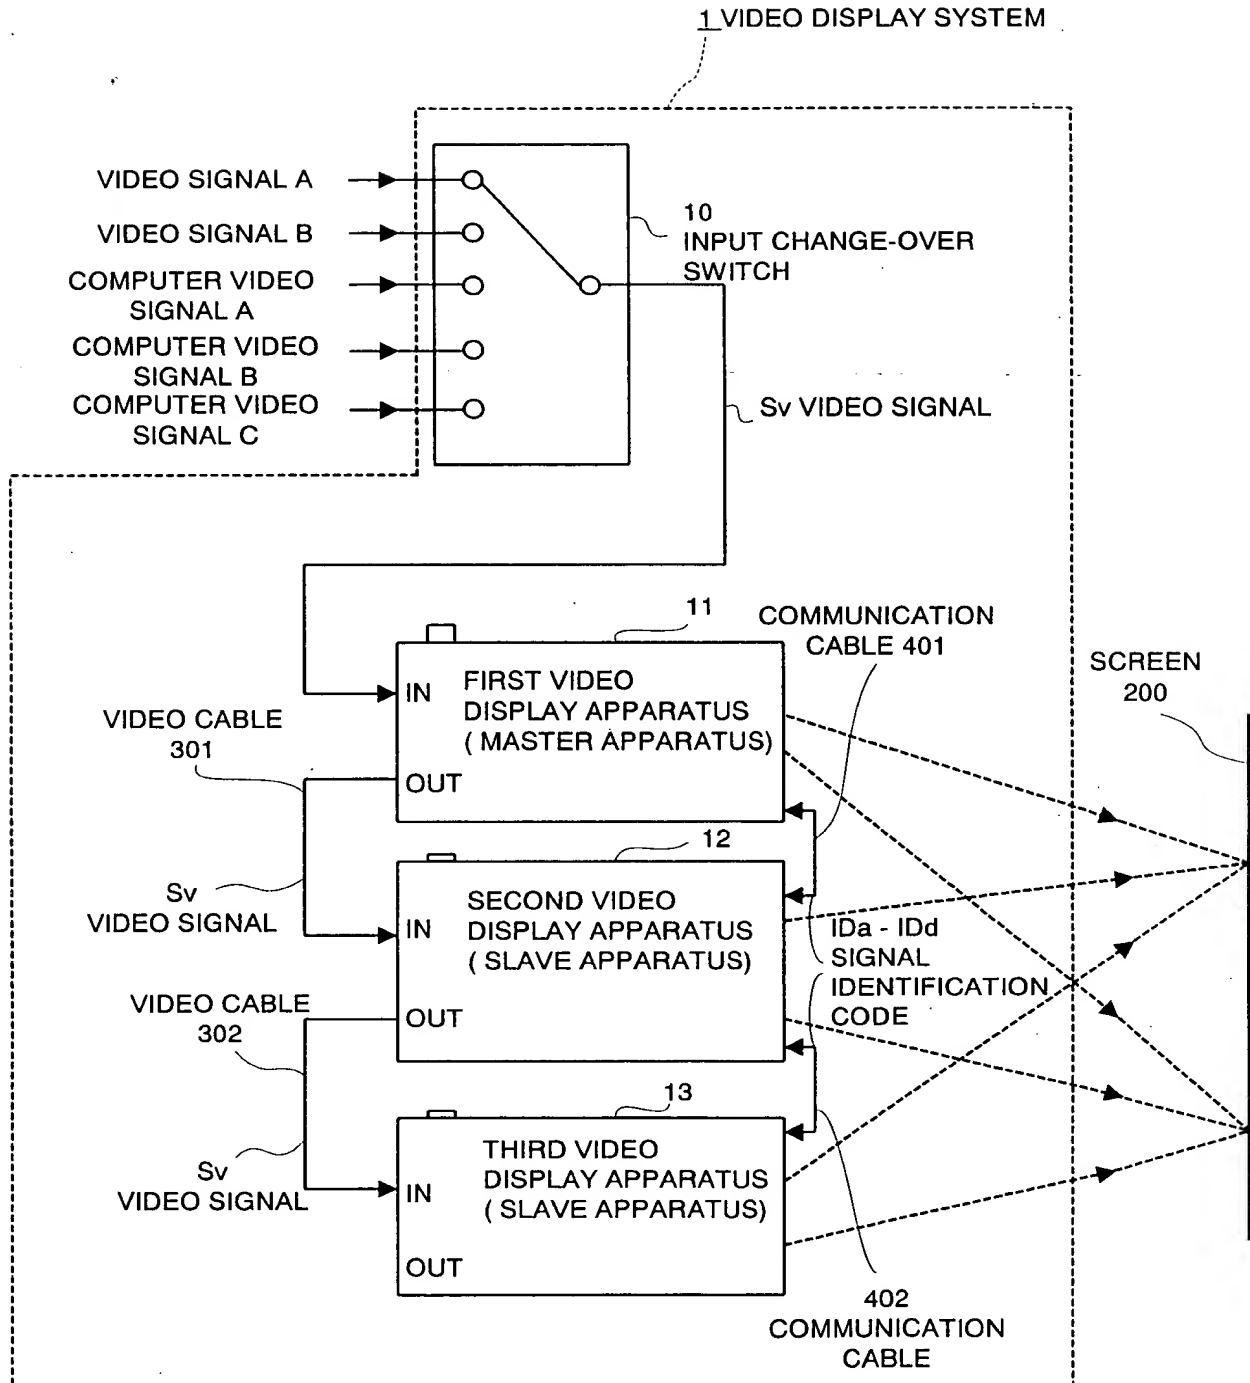 1 VIDEO DISPLAY SYSTEM
VIDEO SIGNAL A
VIDEO SIGNAL B
COMPUTER VIDEO
SIGNAL A
COMPUTER VIDEO
SIGNAL B
COMPUTER VIDEO
SIGNAL C
10
INPUT CHANGE-OVER
SWITCH
Sv VIDEO SIGNAL
11
COMMUNICATION
CABLE 401
SCREEN
200
IN
FIRST VIDEO
DISPLAY APPARATUS
( MASTER APPARATUS)
OUT
VIDEO CABLE
301
Sv
VIDEO SIGNAL
12
IN
SECOND VIDEO
DISPLAY APPARATUS
( SLAVE APPARATUS)
OUT
IDa - IDd
SIGNAL
IDENTIFICATION
CODE
VIDEO CABLE
302
Sv
VIDEO SIGNAL
13
IN
THIRD VIDEO
DISPLAY APPARATUS
( SLAVE APPARATUS)
OUT
402
COMMUNICATION
CABLE